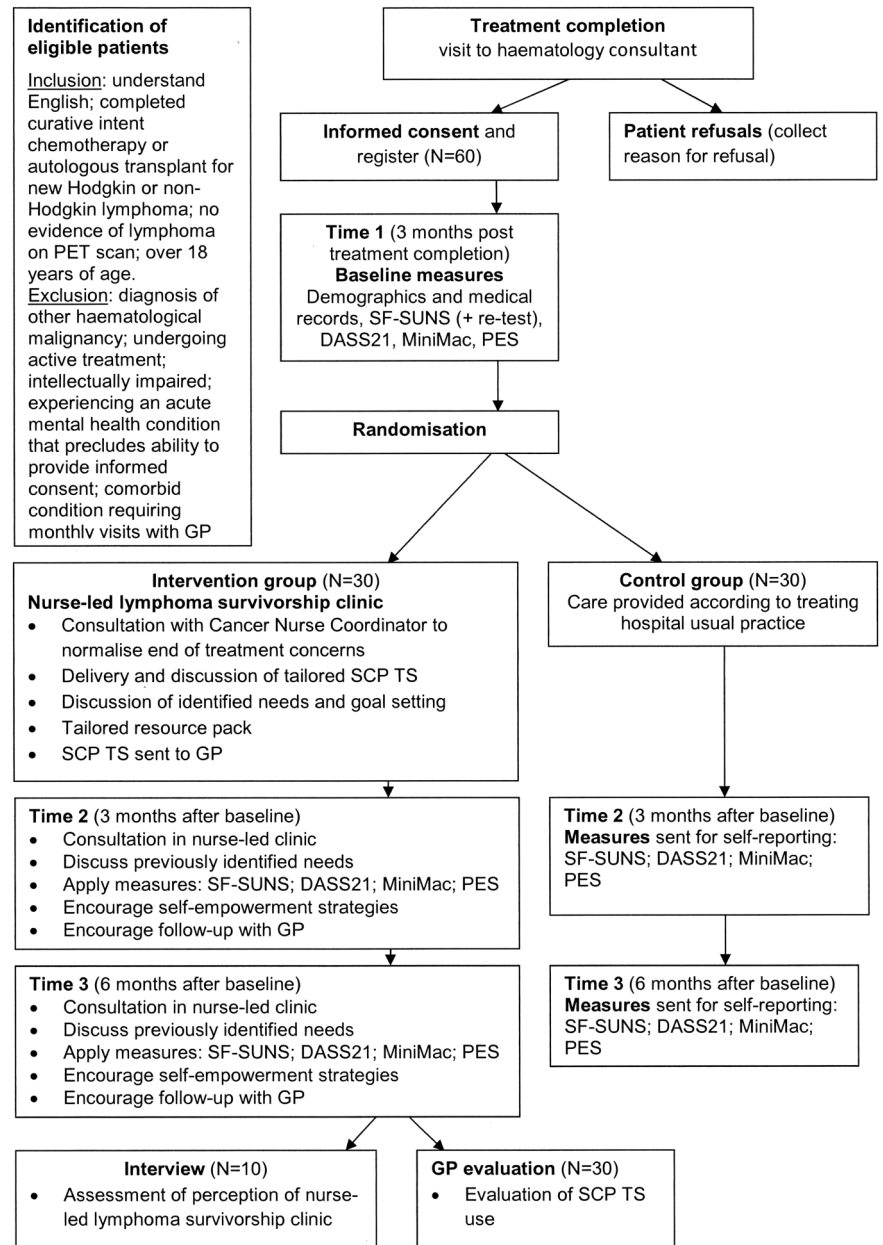 Identification of
eligible patients
Inclusion: understand
English; completed
curative intent
chemotherapy or
autologous transplant for
new Hodgkin or non-
Hodgkin lymphoma; no
evidence of lymphoma
on PET scan; over 18
years of age.
Exclusion: diagnosis of
other haematological
malignancy; undergoing
active treatment;
intellectually impaired;
experiencing an acute
mental health condition
that precludes ability to
provide informed
consent; comorbid
condition requiring
monthly visits with GP
Treatment completion
visit to haematology consultant
Informed consent and
register (N=60)
Patient refusals (collect
reason for refusal)
Time 1 (3 months post
treatment completion)
Baseline measures
Demographics and medical
records, SF-SUNS (+ re-test),
DASS21, MiniMac, PES
Randomisation
Intervention group (N=30)
Nurse-led lymphoma survivorship clinic
• Consultation with Cancer Nurse Coordinator to
normalise end of treatment concerns
• Delivery and discussion of tailored SCP TS
• Discussion of identified needs and goal setting
• Tailored resource pack
• SCP TS sent to GP
Control group (N=30)
Care provided according to treating
hospital usual practice
Time 2 (3 months after baseline)
• Consultation in nurse-led clinic
• Discuss previously identified needs
• Apply measures: SF-SUNS; DASS21; MiniMac; PES
• Encourage self-empowerment strategies
• Encourage follow-up with GP
Time 2 (3 months after baseline)
Measures sent for self-reporting:
SF-SUNS; DASS21; MiniMac;
PES
Time 3 (6 months after baseline)
• Consultation in nurse-led clinic
• Discuss previously identified needs
• Apply measures: SF-SUNS; DASS21; MiniMac; PES
• Encourage self-empowerment strategies
• Encourage follow-up with GP
Time 3 (6 months after baseline)
Measures sent for self-reporting:
SF-SUNS; DASS21; MiniMac;
PES
Interview (N=10)
• Assessment of perception of nurse-
led lymphoma survivorship clinic
GP evaluation (N=30)
• Evaluation of SCP TS
use